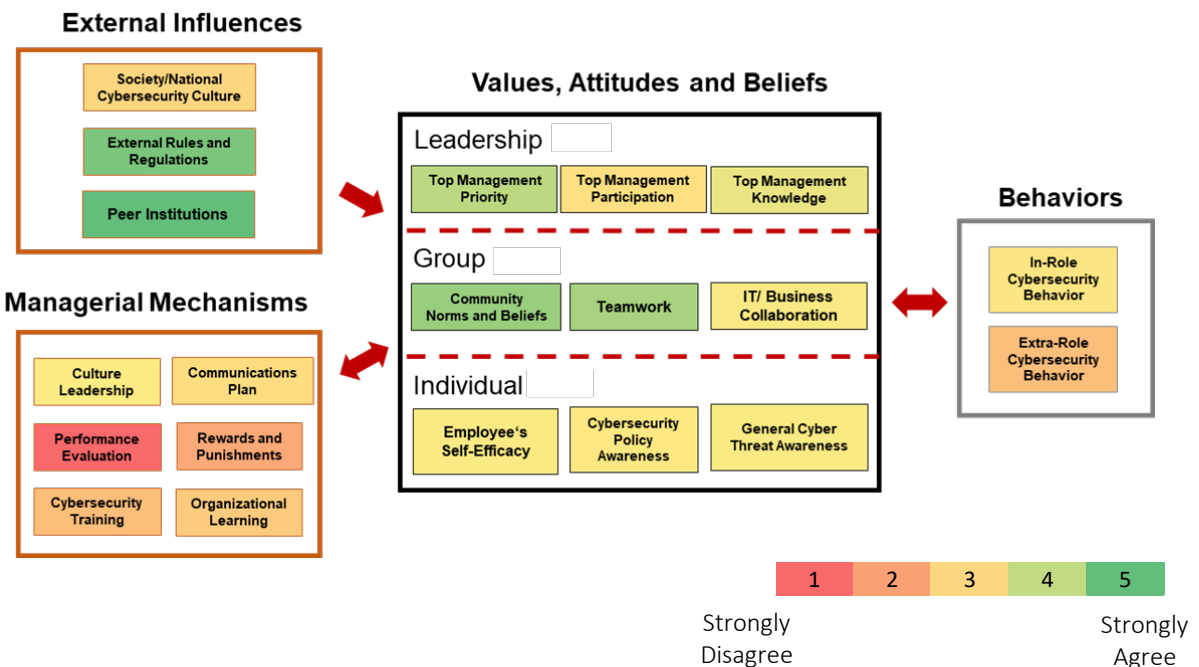 External Influences
Society/National
Cybersecurity Culture
External Rules and
Regulations
Peer Institutions
Managerial Mechanisms
Culture
Leadership
Communications
Plan
Performance
Evaluation
Rewards and
Punishments
Cybersecurity
Training
Organizational
Learning
Values, Attitudes and Beliefs
Leadership
Top Management
Priority
Top Management
Participation
Top Management
Knowledge
Group
Community
Norms and Beliefs
Teamwork
IT/ Business
Collaboration
Individual
Employee‘s
Self-Efficacy
Cybersecurity
Policy
Awareness
General Cyber
Threat Awareness
Behaviors
In-Role
Cybersecurity
Behavior
Extra-Role
Cybersecurity
Behavior
1 2 3 4 5
Strongly
Disagree
Strongly
Agree